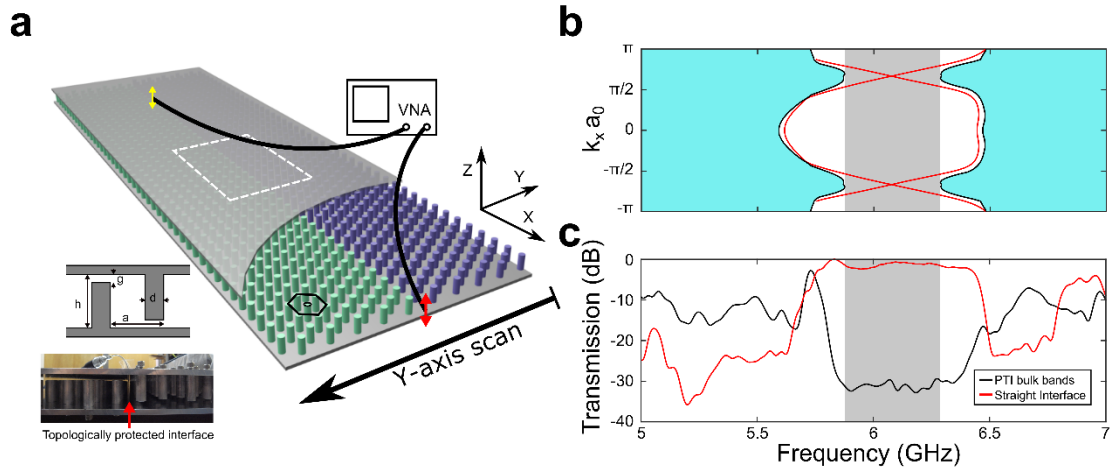 a
VNA
Z
Y
X
g
h
d
a
Y-axis scan
Topologically protected interface
b
π
π/2
0
-π/2
-π
kₓ a₀
c
0
-10
-20
-30
-40
Transmission (dB)
PTI bulk bands
Straight Interface
5
5.5
6
6.5
7
Frequency (GHz)